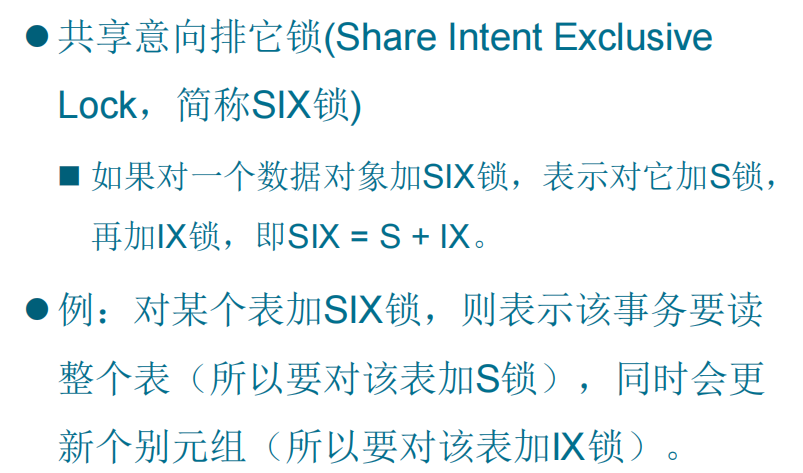 ●共享意向排它锁(Share Intent Exclusive
Lock，简称SIX锁)
■ 如果对一个数据对象加SIX锁，表示对它加S锁，
再加IX锁，即SIX = S + IX。
●例：对某个表加SIX锁，则表示该事务要读
整个表（所以要对该表加S锁），同时会更
新个别元组（所以要对该表加IX锁）。